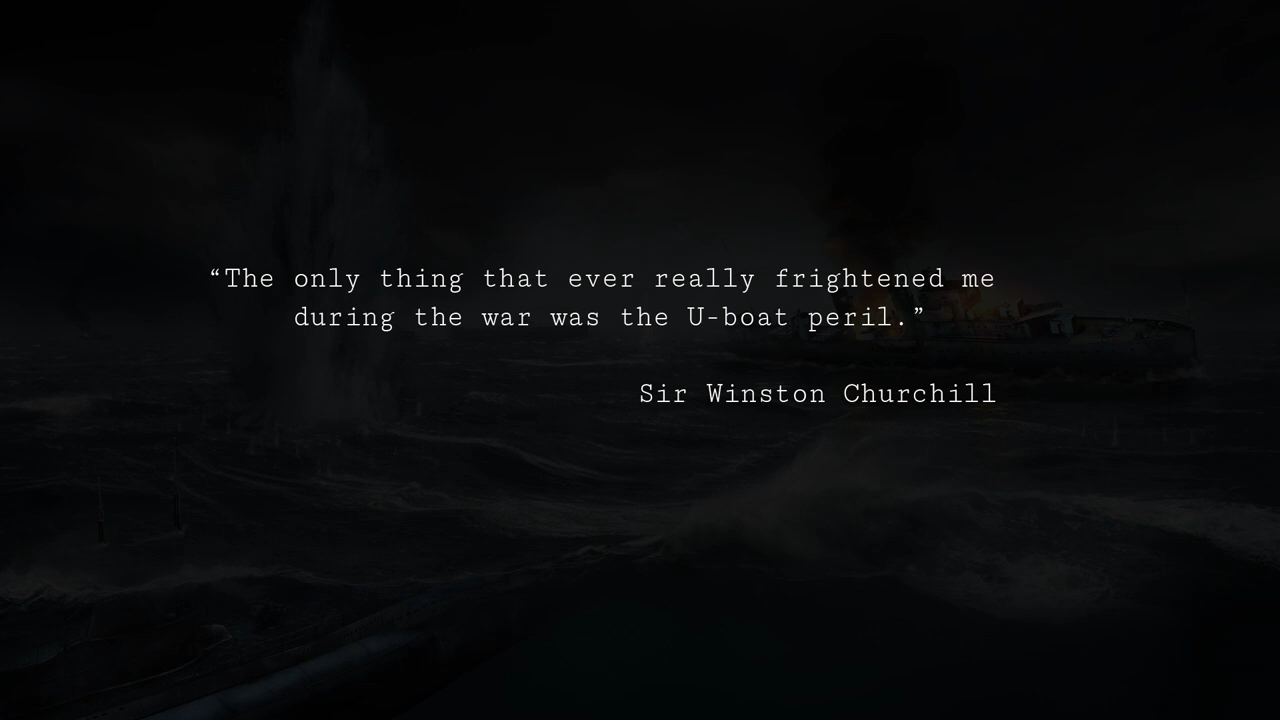 “The only thing that ever really frightened me
during the war was the U-boat peril.”
Sir Winston Churchill